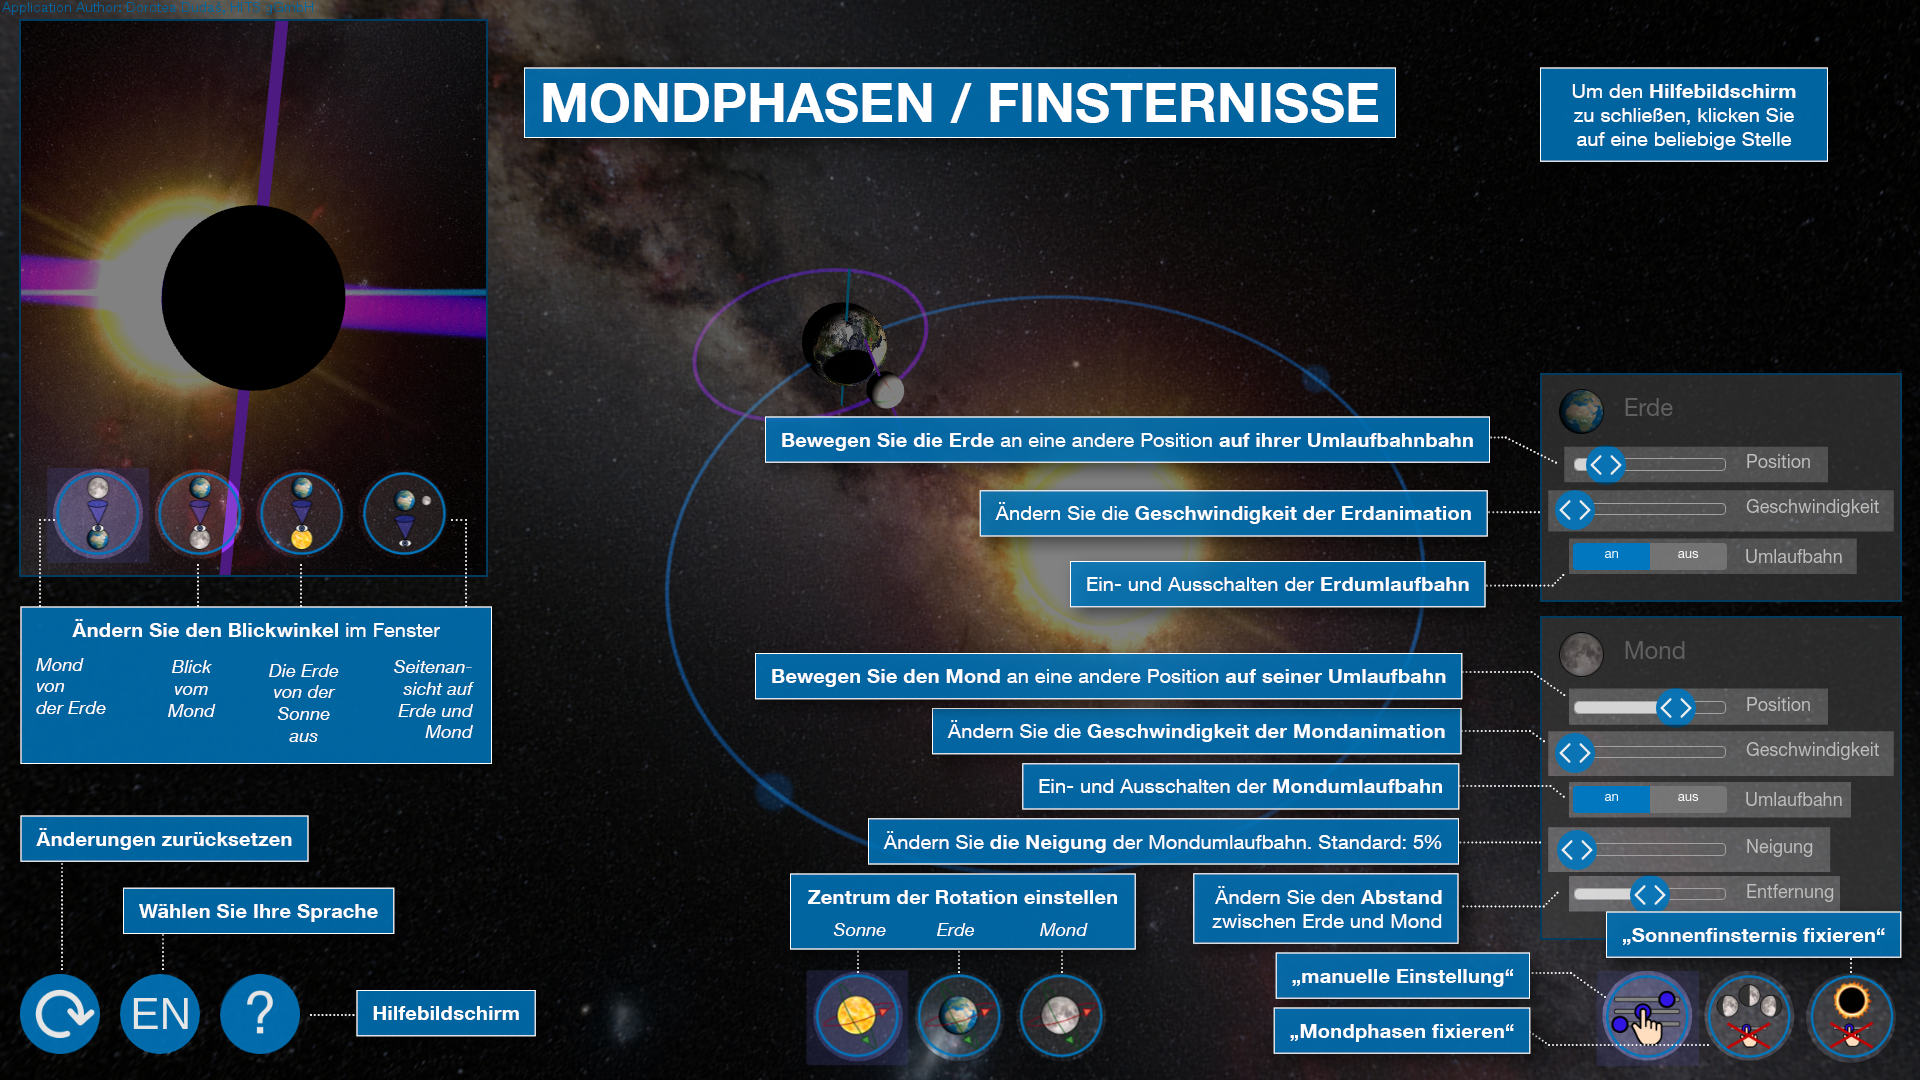 Application Author: Dorotea Dudaš, HITS gGmbH
MONDPHASEN / FINSTERNISSE
Um den Hilfebildschirm
zu schließen, klicken Sie
auf eine beliebige Stelle
Erde
Bewegen Sie die Erde an eine andere Position auf ihrer Umlaufbahnbahn
Position
Ändern Sie die Geschwindigkeit der Erdanimation
Geschwindigkeit
an aus Umlaufbahn
Ein- und Ausschalten der Erdumlaufbahn
Ändern Sie den Blickwinkel im Fenster
Mond
von
der Erde
Blick
vom
Mond
Die Erde
von der
Sonne
aus
Seitenan-
sicht auf
Erde und
Mond
Mond
Bewegen Sie den Mond an eine andere Position auf seiner Umlaufbahn
Position
Ändern Sie die Geschwindigkeit der Mondanimation
Geschwindigkeit
Ein- und Ausschalten der Mondumlaufbahn
an aus Umlaufbahn
Ändern Sie die Neigung der Mondumlaufbahn. Standard: 5%
Neigung
Entfernung
Änderungen zurücksetzen
Wählen Sie Ihre Sprache
Zentrum der Rotation einstellen
Sonne Erde Mond
Ändern Sie den Abstand
zwischen Erde und Mond
„Sonnenfinsternis fixieren“
„manuelle Einstellung“
„Mondphasen fixieren“
EN
?
Hilfebildschirm